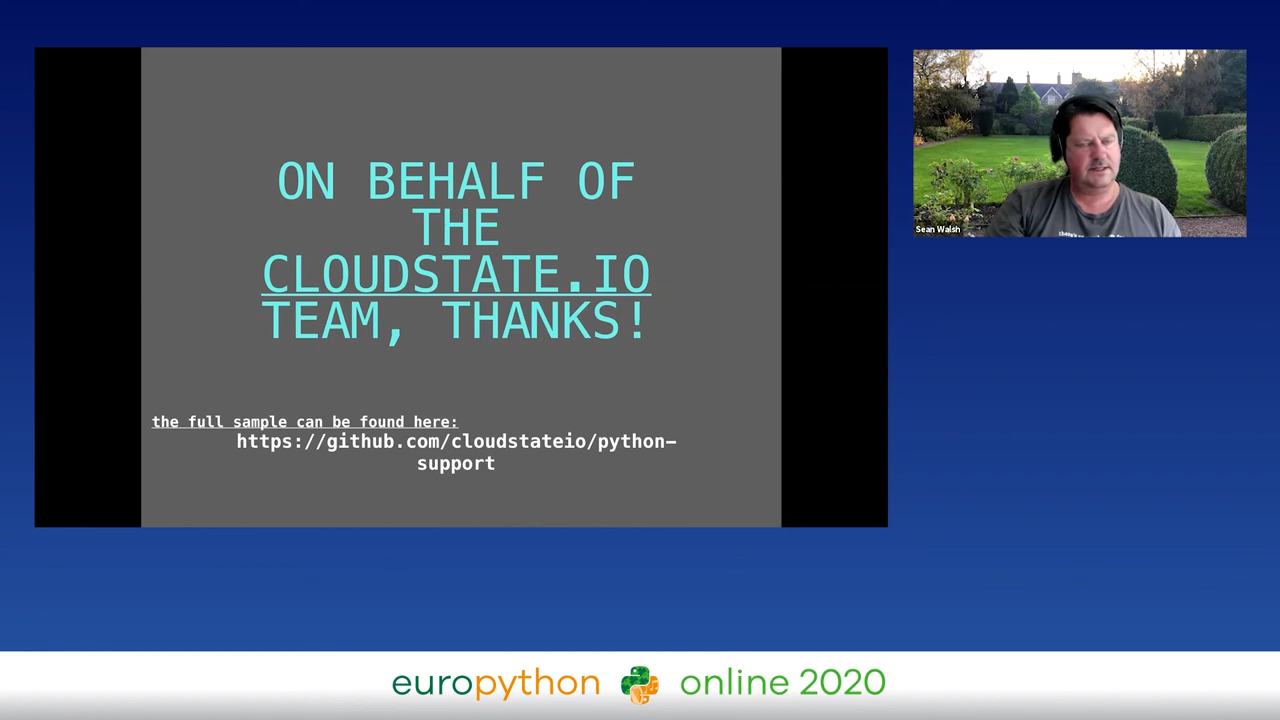 ON BEHALF OF
THE
CLOUDSTATE.IO
TEAM, THANKS!
the full sample can be found here:
https://github.com/cloudstateio/python-
support
Sean Walsh
europython online 2020